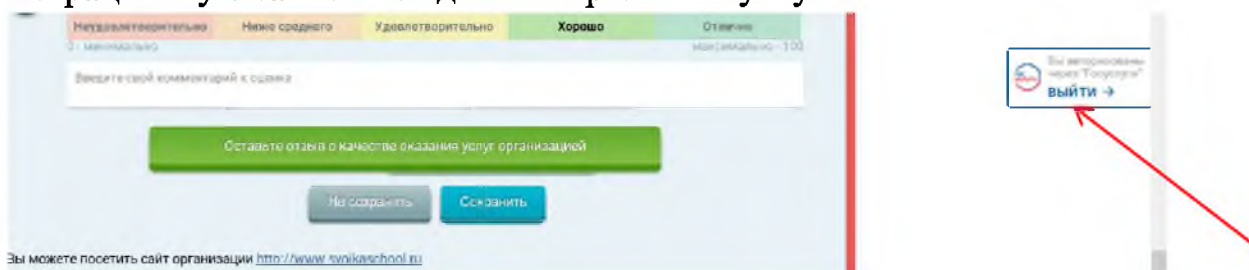 Неудовлетворительно Ниже среднего Удовлетворительно Хорошо Отлично
0 - минимально максимально - 100
Введите свой комментарий к оценке
Вы авторизованы
через "Госуслуги"
ВЫЙТИ →
Оставьте отзыв о качестве оказания услуг организацией
Не сохранять Сохранить
Вы можете посетить сайт организации http://www.svoikaschool.ru